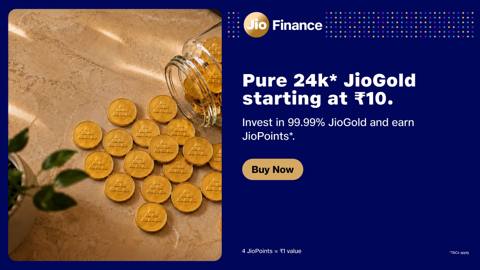 Jio Finance
Pure 24k* JioGold
starting at ₹10.
Invest in 99.99% JioGold and earn
JioPoints*.
Buy Now
4 JioPoints = ₹1 value
*T&Cs apply